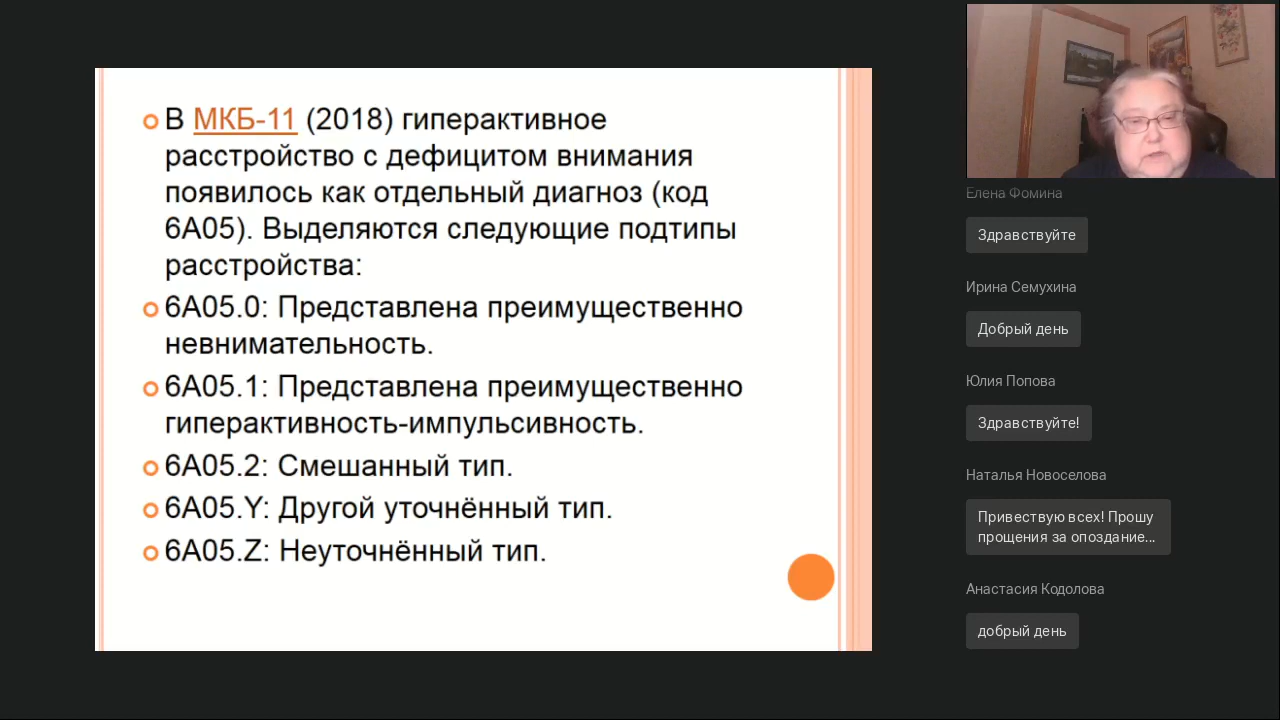 В МКБ-11 (2018) гиперактивное
расстройство с дефицитом внимания
появилось как отдельный диагноз (код
6A05). Выделяются следующие подтипы
расстройства:
6A05.0: Представлена преимущественно
невнимательность.
6A05.1: Представлена преимущественно
гиперактивность-импульсивность.
6A05.2: Смешанный тип.
6A05.Y: Другой уточнённый тип.
6A05.Z: Неуточнённый тип.
Елена Фомина
Здравствуйте
Ирина Семухина
Добрый день
Юлия Попова
Здравствуйте!
Наталья Новоселова
Привествую всех! Прошу
прощения за опоздание...
Анастасия Кодолова
добрый день